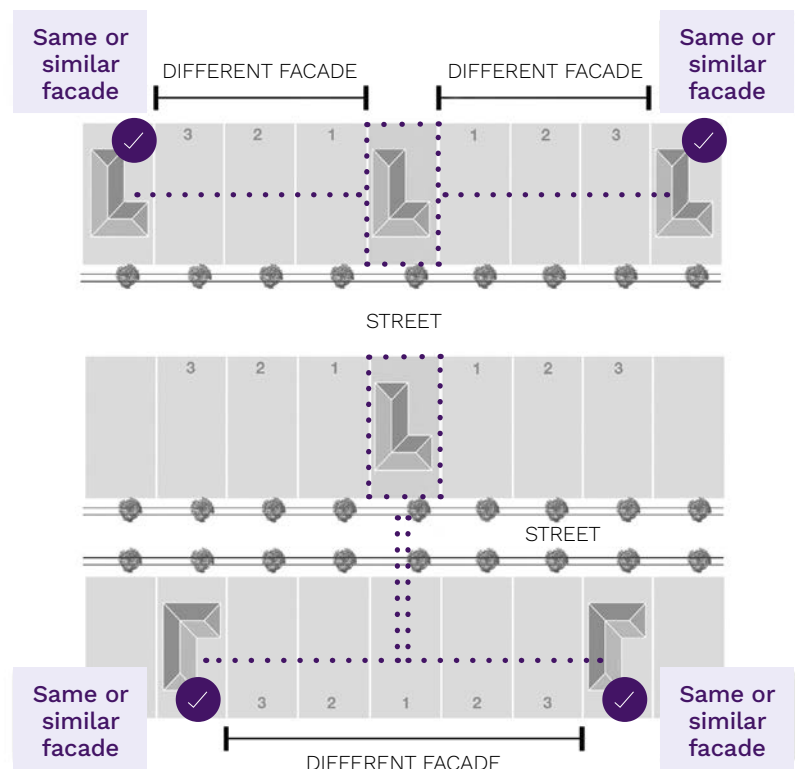 Same or
similar
facade
DIFFERENT FACADE
DIFFERENT FACADE
Same or
similar
facade
3 2 1 1 2 3
STREET
3 2 1 1 2 3
STREET
Same or
similar
facade
3 2 1 2 3
Same or
similar
facade
DIFFERENT FACADE